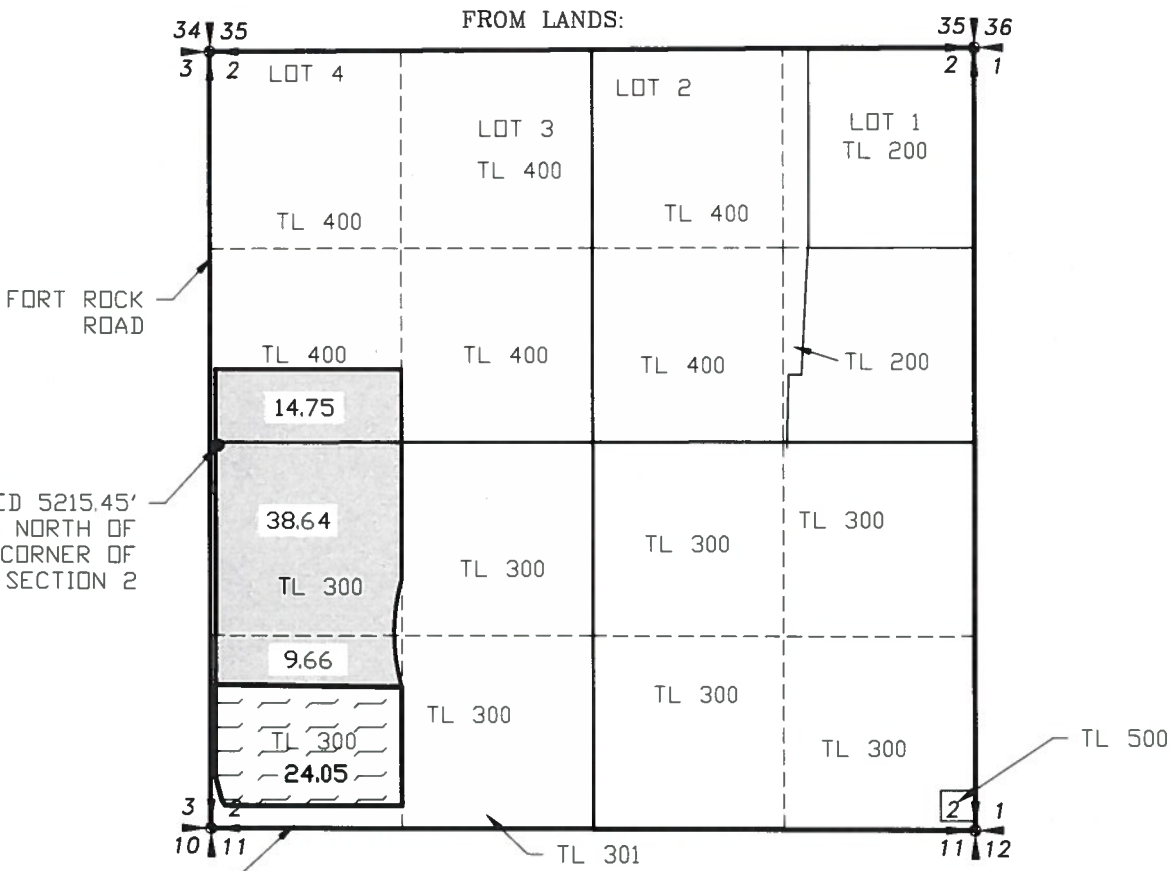 FROM LANDS:
34 35
35 36
3 2
2 1
LOT 4
LOT 3
TL 400
LOT 2
LOT 1
TL 200
TL 400
TL 400
FORT ROCK
ROAD
TL 400
TL 400
TL 400
TL 200
14.75
5215.45'
NORTH OF
CORNER OF
SECTION 2
38.64
TL 300
TL 300
TL 300
TL 300
9.66
TL 300
TL 300
TL 300
24.05
TL 300
TL 500
3 2
2 1
10 11
11 12
TL 301